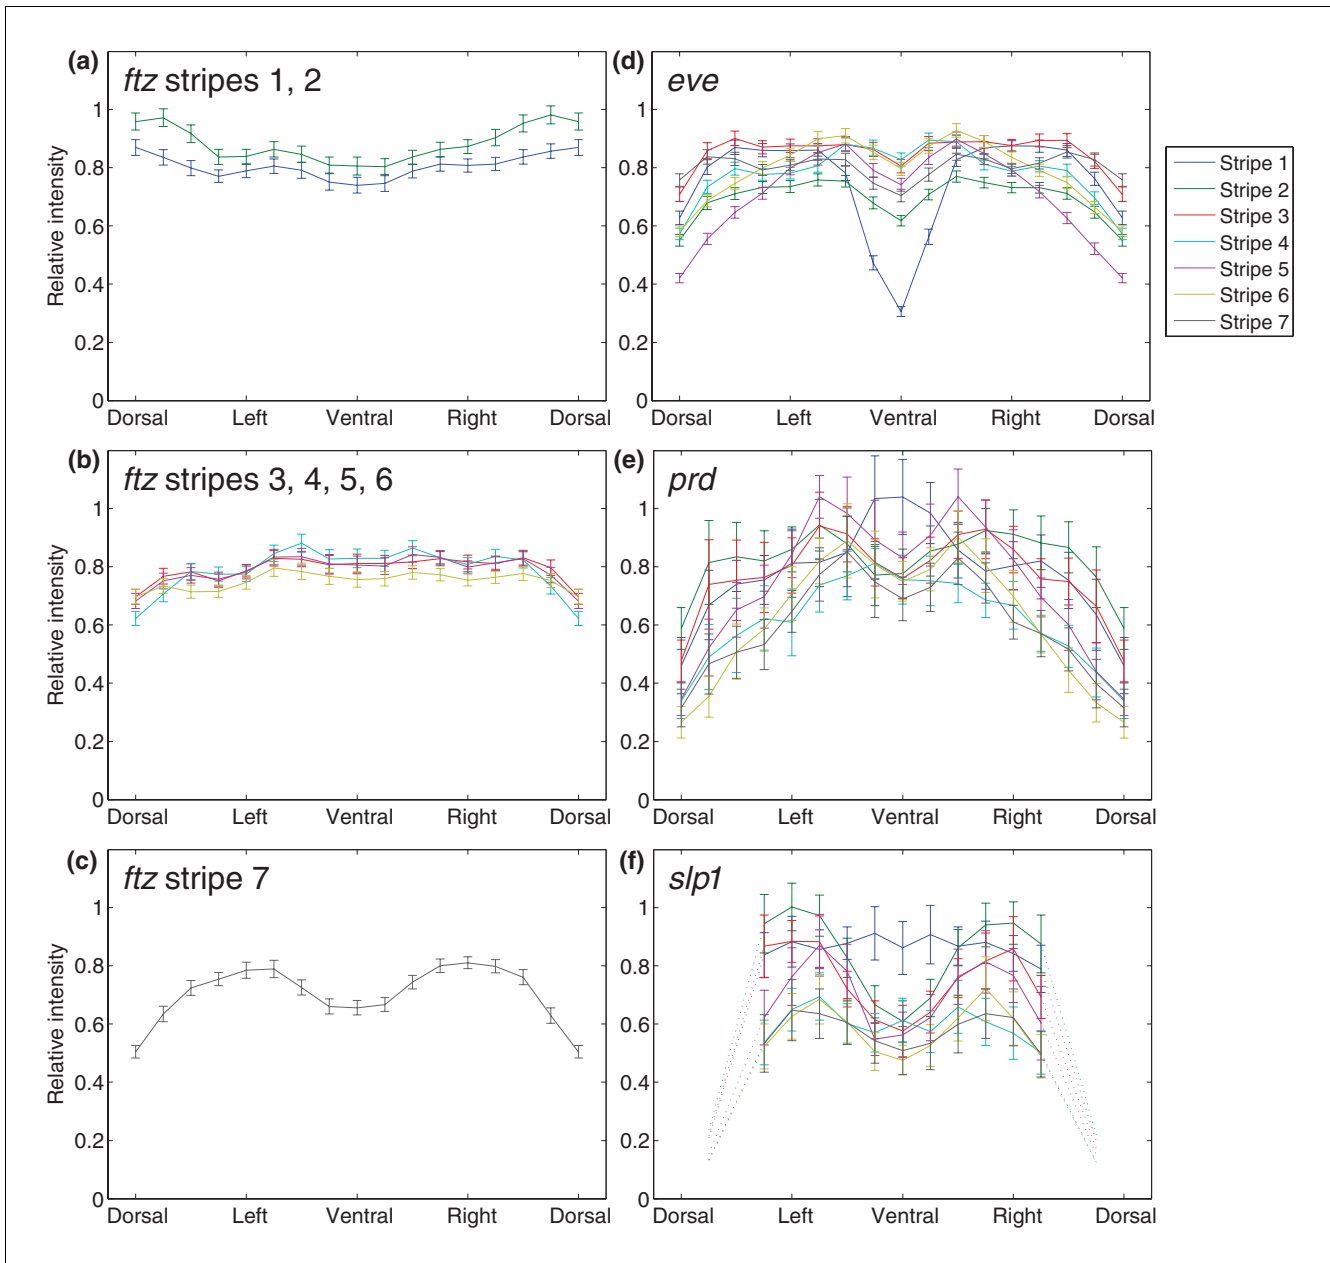 (a) ftz stripes 1, 2
1
0.8
0.6
0.4
0.2
0
Relative intensity
Dorsal Left Ventral Right Dorsal
(d) eve
1
0.8
0.6
0.4
0.2
0
Dorsal Left Ventral Right Dorsal
Stripe 1
Stripe 2
Stripe 3
Stripe 4
Stripe 5
Stripe 6
Stripe 7
(b) ftz stripes 3, 4, 5, 6
1
0.8
0.6
0.4
0.2
0
Relative intensity
Dorsal Left Ventral Right Dorsal
(e) prd
1
0.8
0.6
0.4
0.2
0
Dorsal Left Ventral Right Dorsal
(c) ftz stripe 7
1
0.8
0.6
0.4
0.2
0
Relative intensity
Dorsal Left Ventral Right Dorsal
(f) slp1
1
0.8
0.6
0.4
0.2
0
Dorsal Left Ventral Right Dorsal